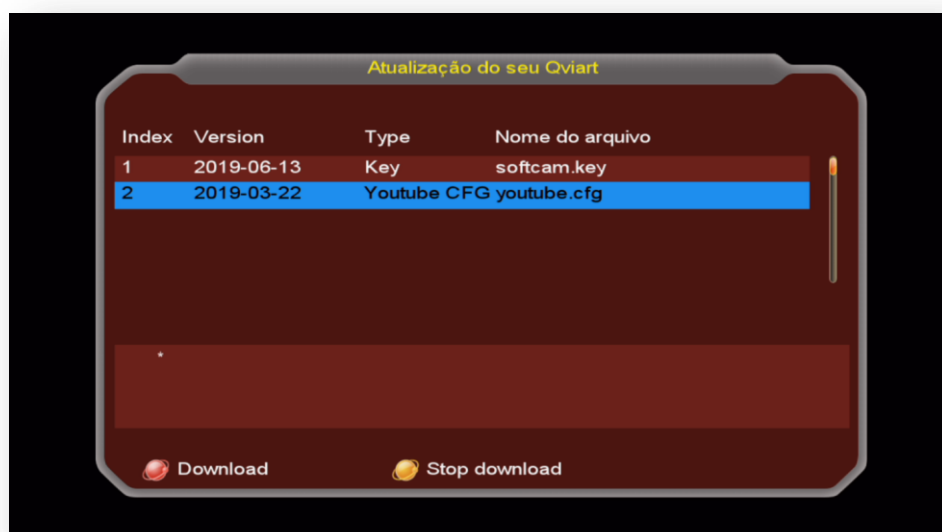 Atualização do seu Qviart
Index Version Type Nome do arquivo
1 2019-06-13 Key softcam.key
2 2019-03-22 Youtube CFG youtube.cfg
*
Download Stop download